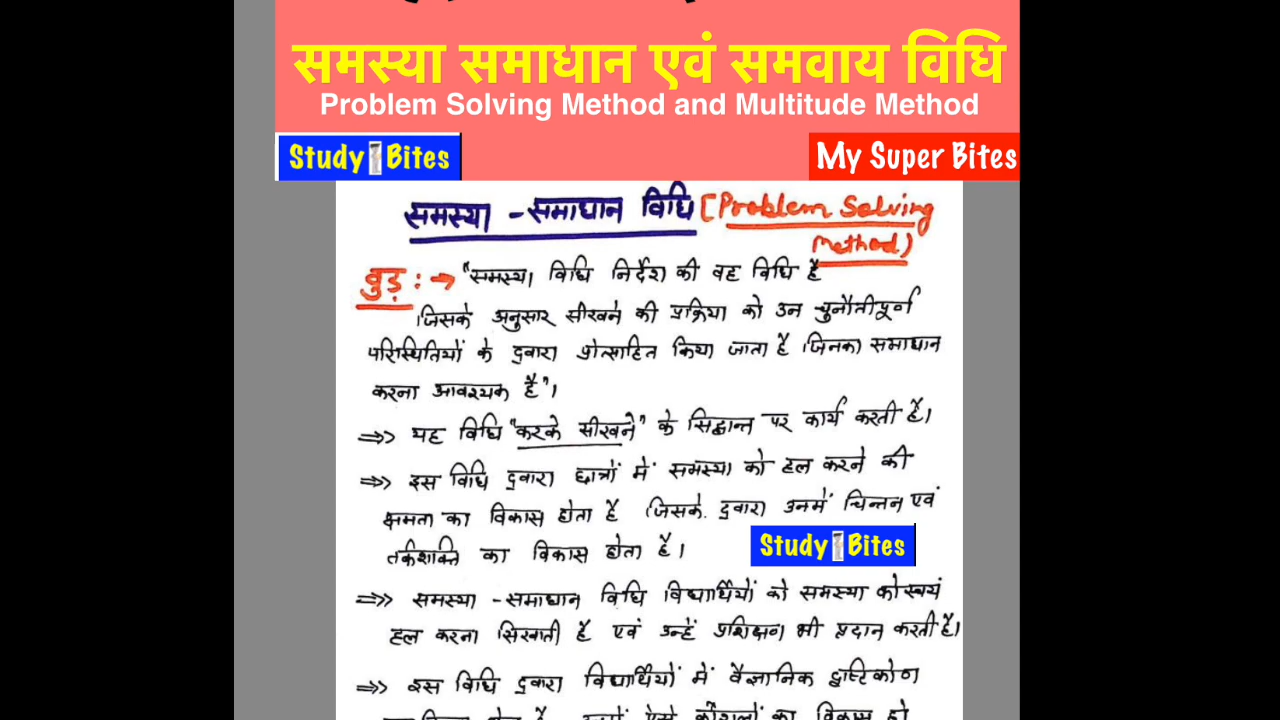 समस्या समाधान एवं समवाय विधि
Problem Solving Method and Multitude Method
Study Bites
My Super Bites
समस्या - समाधान विधि [Problem Solving
Method)
वुड़ :→ "समस्या विधि निर्देश की वह विधि है
जिसके अनुसार सीखने की प्रक्रिया को उन चुनौतीपूर्ण
परिस्थितियों के द्वारा प्रोत्साहित किया जाता है जिनका समाधान
करना आवश्यक है"।
⇒> यह विधि "करके सीखने" के सिद्धान्त पर कार्य करती है।
⇒> इस विधि द्वारा छात्रों में समस्या को हल करने की
क्षमता का विकास होता है जिसके द्वारा उनमें चिन्तन एवं
तर्कशक्ति का विकास होता है।
Study Bites
⇒> समस्या - समाधान विधि विद्यार्थियों को समस्या को स्वयं
हल करना सिखाती है एवं उन्हें प्रशिक्षण भी प्रदान करती है।
⇒> इस विधि द्वारा विद्यार्थियों में वैज्ञानिक दृष्टिकोण
कौशलों का विकास हो